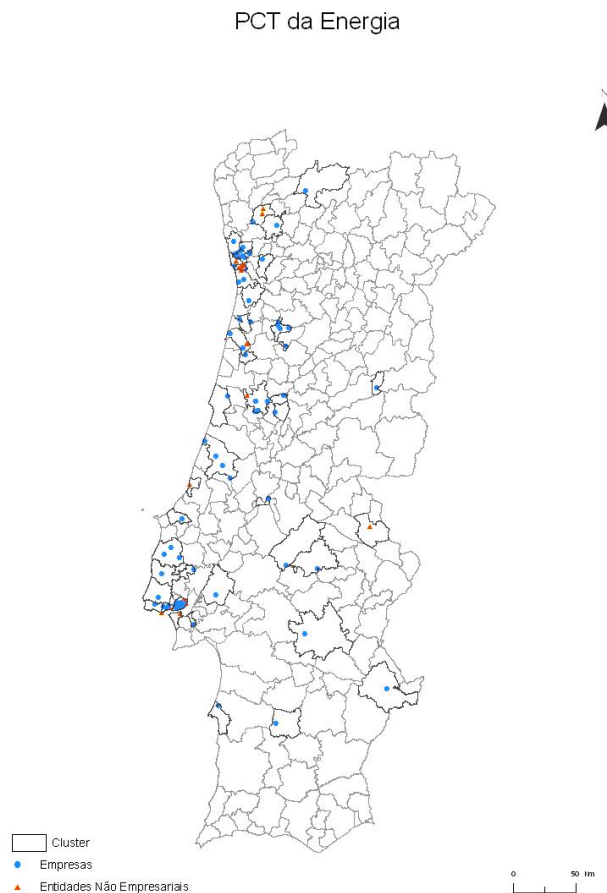 PCT da Energia
N
Cluster
Empresas
Entidades Não Empresariais
0 50 Km